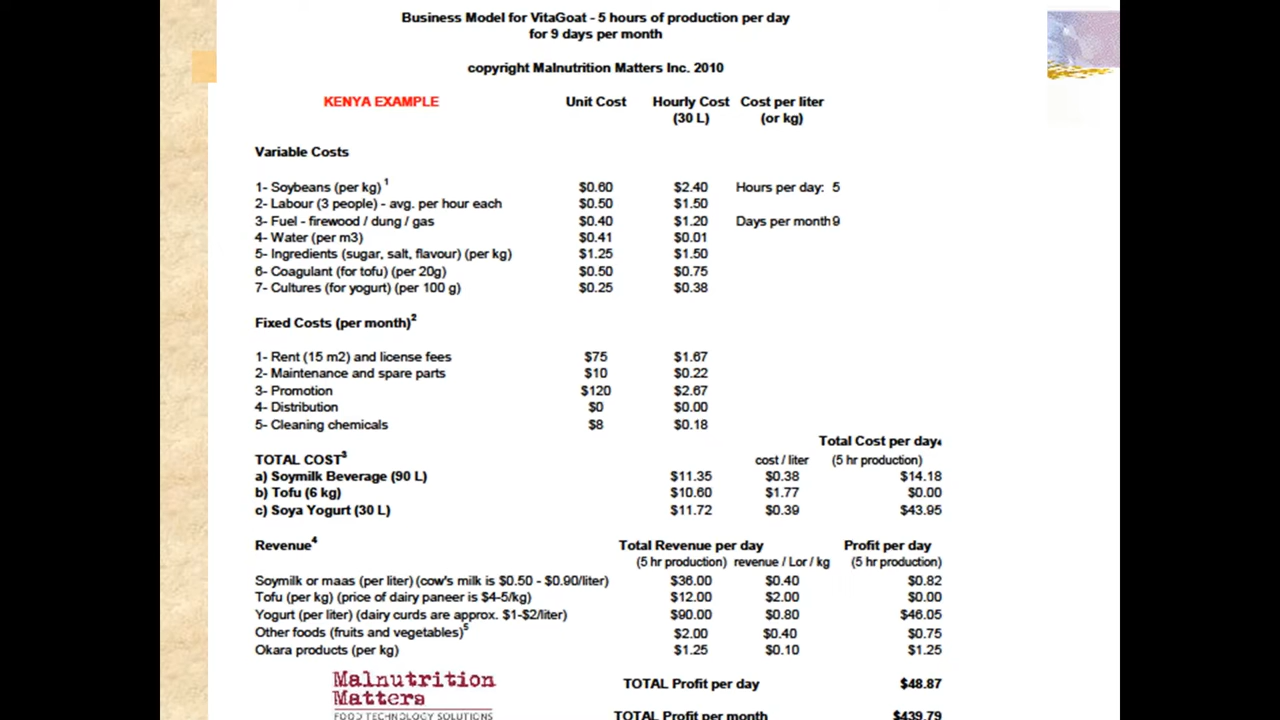 Business Model for VitaGoat - 5 hours of production per day
for 9 days per month
copyright Malnutrition Matters Inc. 2010
KENYA EXAMPLE Unit Cost Hourly Cost Cost per liter
(30 L) (or kg)
Variable Costs
1- Soybeans (per kg) 1 $0.60 $2.40 Hours per day: 5
2- Labour (3 people) - avg. per hour each $0.50 $1.50
3- Fuel - firewood / dung / gas $0.40 $1.20 Days per month 9
4- Water (per m3) $0.41 $0.01
5- Ingredients (sugar, salt, flavour) (per kg) $1.25 $1.50
6- Coagulant (for tofu) (per 20g) $0.50 $0.75
7- Cultures (for yogurt) (per 100 g) $0.25 $0.38
Fixed Costs (per month)2
1- Rent (15 m2) and license fees $75 $1.67
2- Maintenance and spare parts $10 $0.22
3- Promotion $120 $2.67
4- Distribution $0 $0.00
5- Cleaning chemicals $8 $0.18
Total Cost per day4
TOTAL COST3 cost / liter (5 hr production)
a) Soymilk Beverage (90 L) $11.35 $0.38 $14.18
b) Tofu (6 kg) $10.60 $1.77 $0.00
c) Soya Yogurt (30 L) $11.72 $0.39 $43.95
Revenue4 Total Revenue per day Profit per day
(5 hr production) revenue / Lor / kg (5 hr production)
Soymilk or maas (per liter) (cow's milk is $0.50 - $0.90/liter) $36.00 $0.40 $0.82
Tofu (per kg) (price of dairy paneer is $4-5/kg) $12.00 $2.00 $0.00
Yogurt (per liter) (dairy curds are approx. $1-$2/liter) $90.00 $0.80 $46.05
Other foods (fruits and vegetables)5 $2.00 $0.40 $0.75
Okara products (per kg) $1.25 $0.10 $1.25
Malnutrition
Matters
FOOD TECHNOLOGY SOLUTIONS
TOTAL Profit per day $48.87
TOTAL Profit per month $439.79